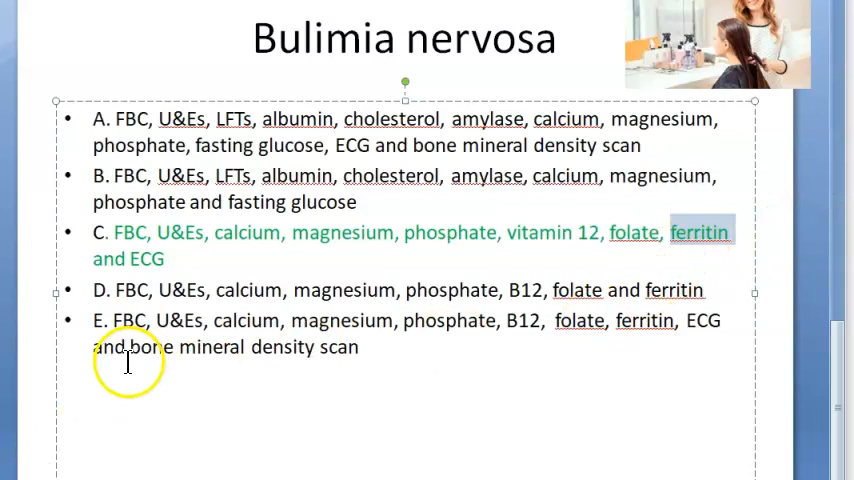 Bulimia nervosa
• A. FBC, U&Es, LFTs, albumin, cholesterol, amylase, calcium, magnesium,
phosphate, fasting glucose, ECG and bone mineral density scan
• B. FBC, U&Es, LFTs, albumin, cholesterol, amylase, calcium, magnesium,
phosphate and fasting glucose
• C. FBC, U&Es, calcium, magnesium, phosphate, vitamin 12, folate, ferritin
and ECG
• D. FBC, U&Es, calcium, magnesium, phosphate, B12, folate and ferritin
• E. FBC, U&Es, calcium, magnesium, phosphate, B12, folate, ferritin, ECG
and bone mineral density scan